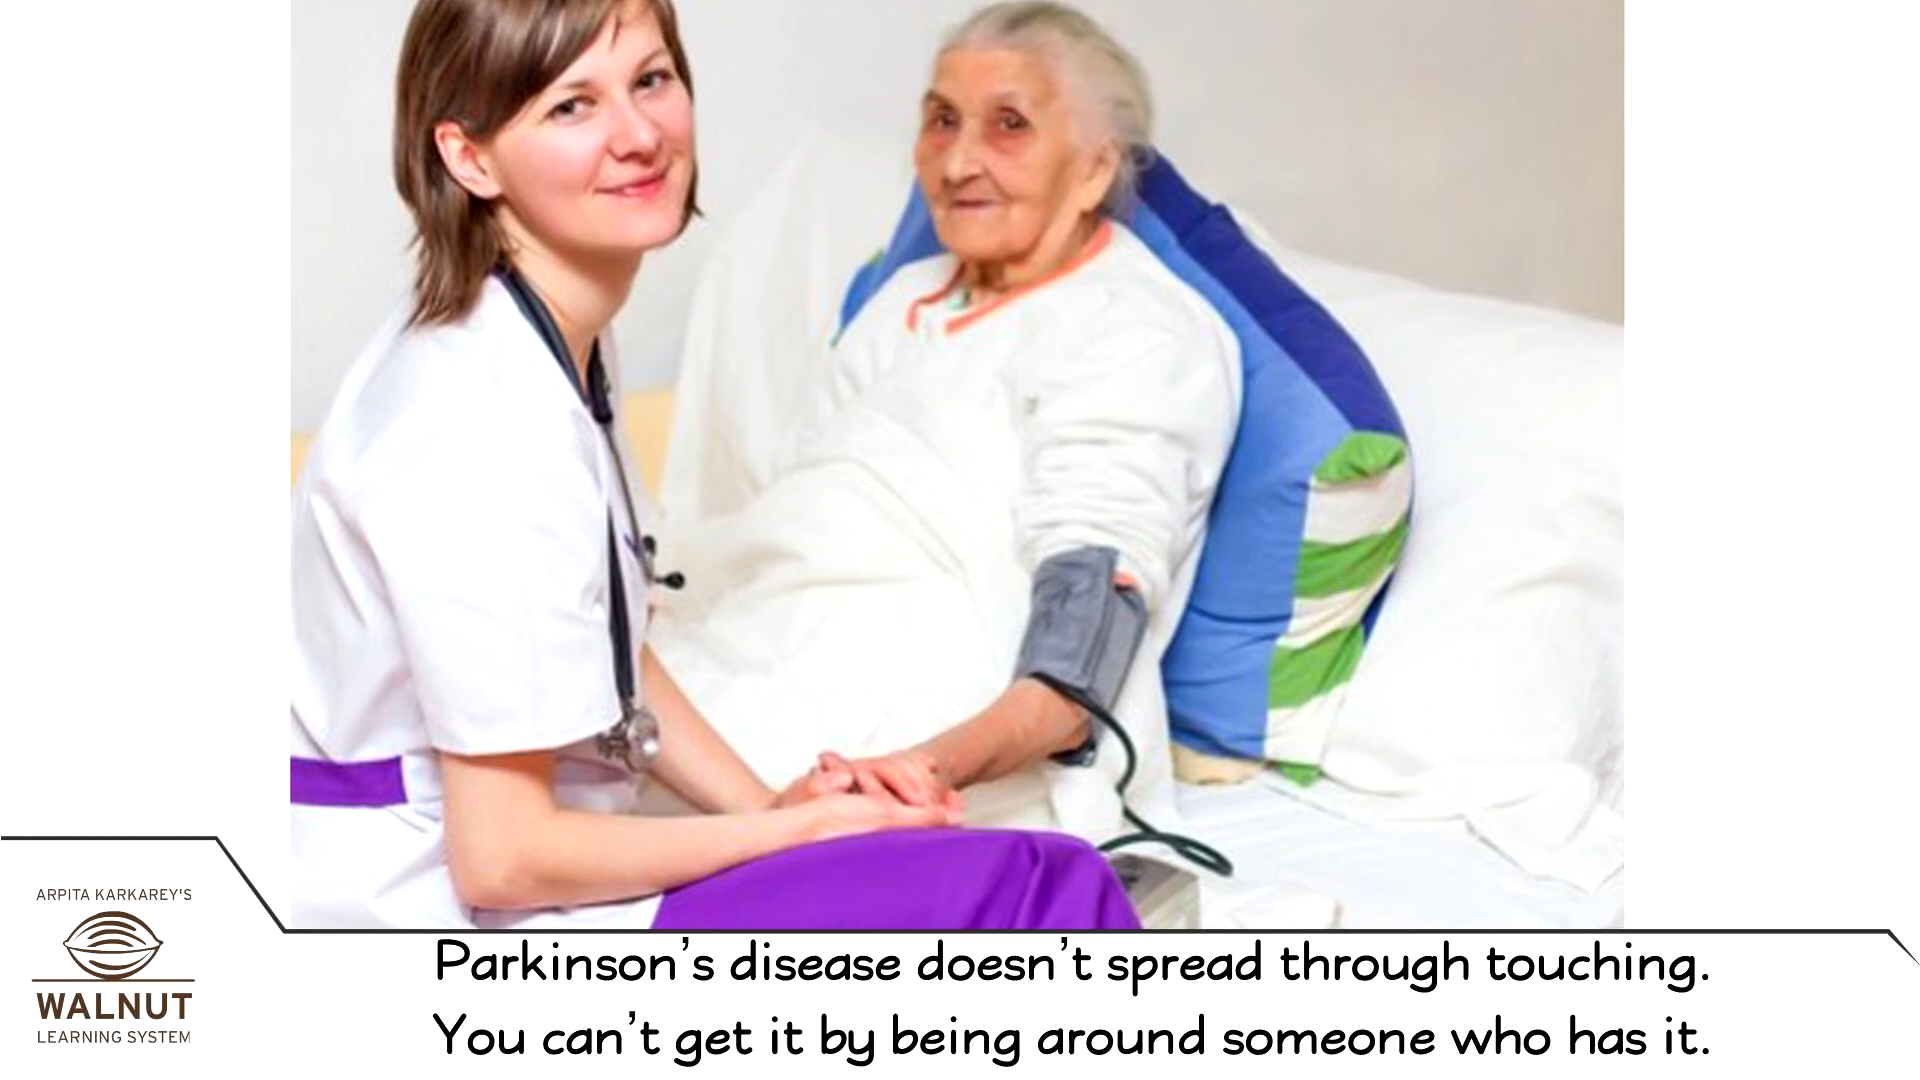 ARPITA KARKAREY'S
WALNUT
LEARNING SYSTEM
Parkinson's disease doesn't spread through touching.
You can't get it by being around someone who has it.